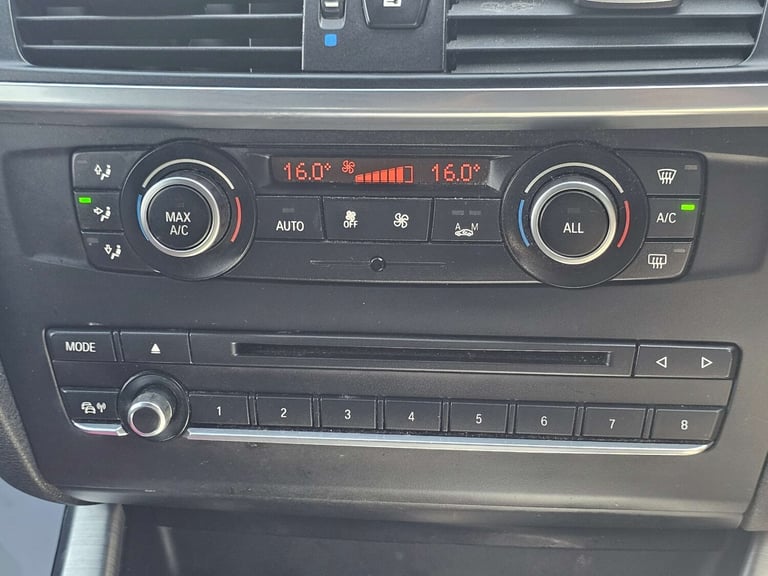 16.0° 16.0°
MAX
A/C
AUTO
OFF
A M
ALL
A/C
MODE
1 2 3 4 5 6 7 8